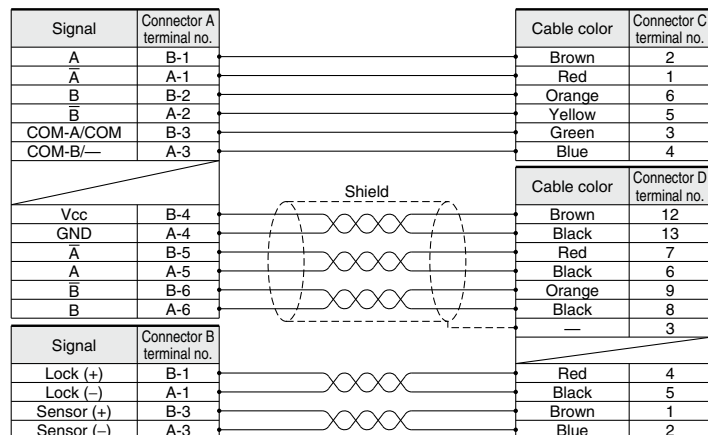 Signal Connector A terminal no. Cable color Connector C terminal no.
A B-1 Brown 2
A̅ A-1 Red 1
B B-2 Orange 6
B̅ A-2 Yellow 5
COM-A/COM B-3 Green 3
COM-B/— A-3 Blue 4
Shield
Cable color Connector D terminal no.
Vcc B-4 Brown 12
GND A-4 Black 13
A̅ B-5 Red 7
A A-5 Black 6
B̅ B-6 Orange 9
B A-6 Black 8
— 3
Signal Connector B terminal no.
Lock (+) B-1 Red 4
Lock (–) A-1 Black 5
Sensor (+) B-3 Brown 1
Sensor (–) A-3 Blue 2